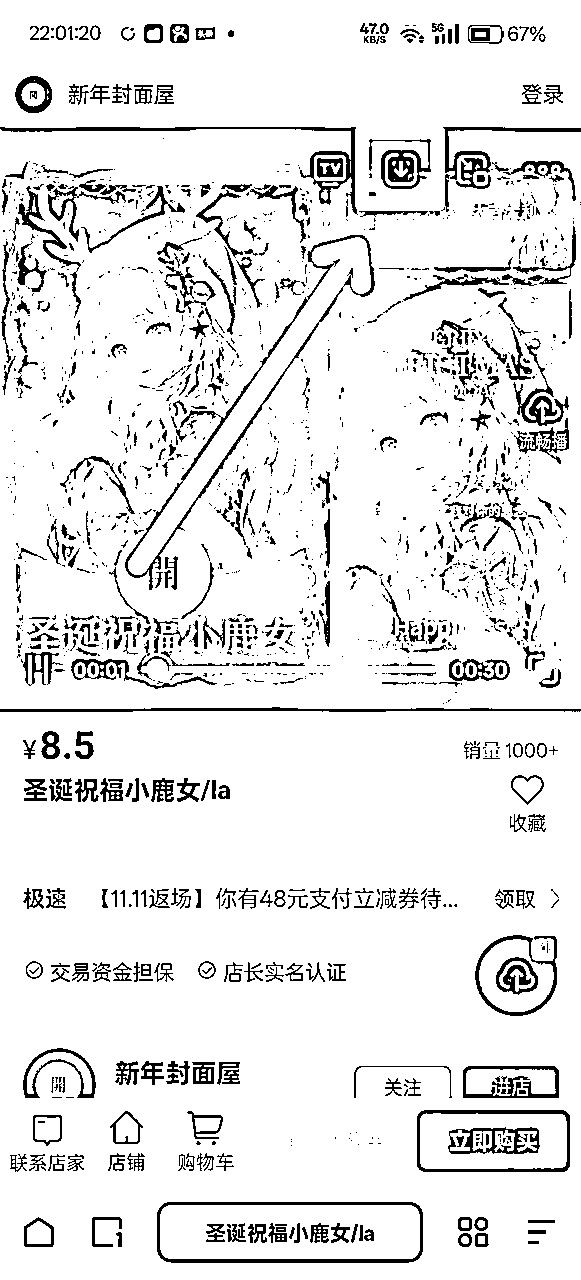 22:01:20 47.0 KB/S 5G 67%
新年封面屋 登录
TV
MERRY
CHRISTMAS
流畅播
開
圣诞祝福小鹿女
Happy
00:01 00:30
¥8.5 销量 1000+
圣诞祝福小鹿女/la
收藏
极速 【11.11返场】你有48元支付立减券待... 领取
交易资金担保 店长实名认证
開 新年封面屋 关注 进店
联系店家 店铺 购物车 立即购买
圣诞祝福小鹿女/la